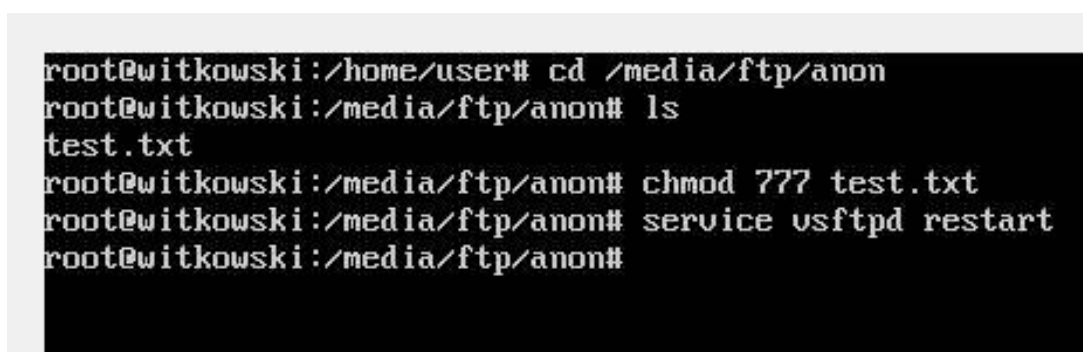 root@witkowski:/home/user# cd /media/ftp/anon
root@witkowski:/media/ftp/anon# ls
test.txt
root@witkowski:/media/ftp/anon# chmod 777 test.txt
root@witkowski:/media/ftp/anon# service vsftpd restart
root@witkowski:/media/ftp/anon#